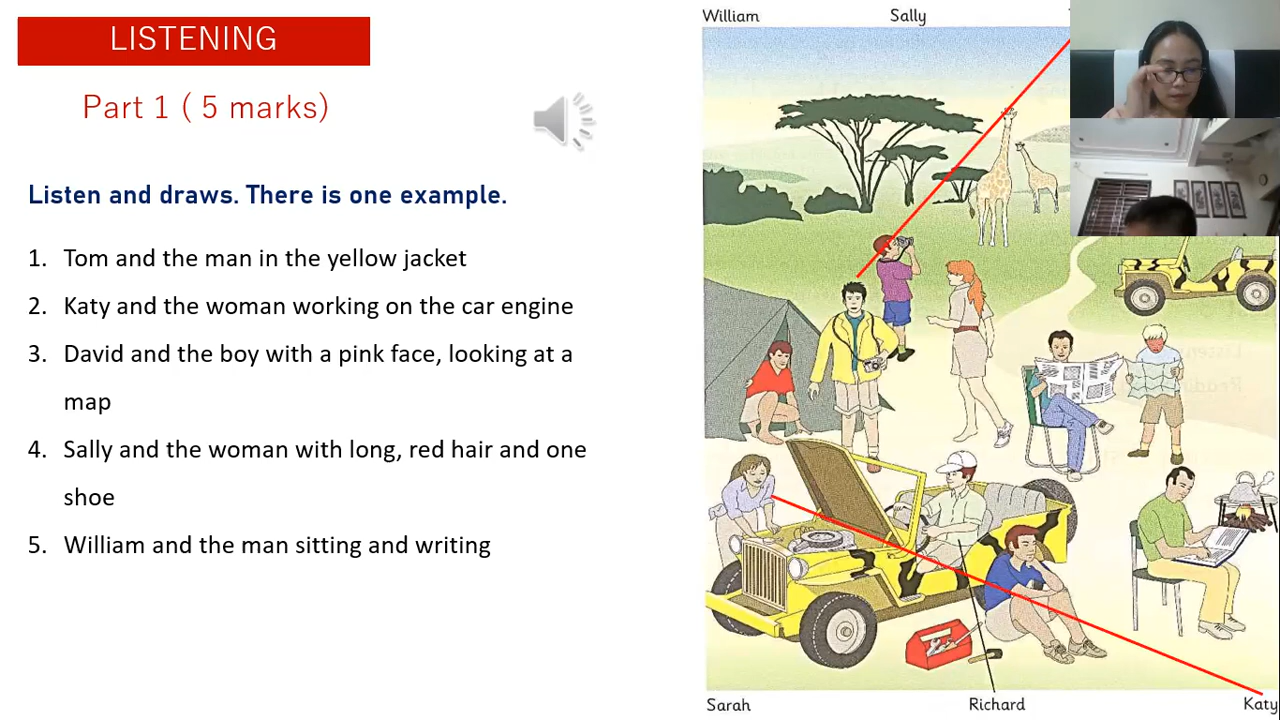 LISTENING
Part 1 ( 5 marks)
Listen and draws. There is one example.
1. Tom and the man in the yellow jacket
2. Katy and the woman working on the car engine
3. David and the boy with a pink face, looking at a
map
4. Sally and the woman with long, red hair and one
shoe
5. William and the man sitting and writing
William
Sally
Sarah
Richard
Katy